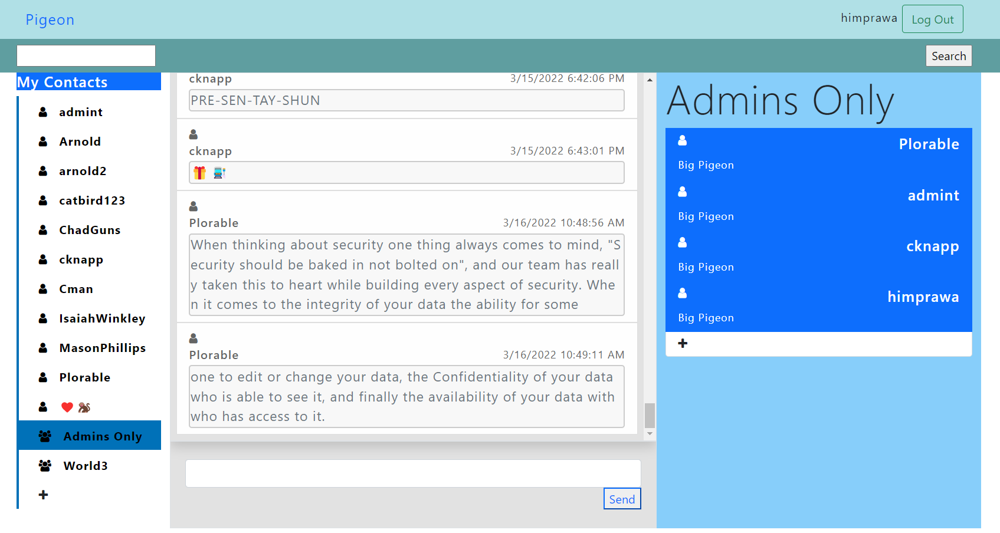 Pigeon
himprawa
Log Out
Search
My Contacts
admint
Arnold
arnold2
catbird123
ChadGuns
cknapp
Cman
IsaiahWinkley
MasonPhillips
Plorable
❤️🐒
Admins Only
World3
cknapp 3/15/2022 6:42:06 PM
PRE-SEN-TAY-SHUN
cknapp 3/15/2022 6:43:01 PM
Plorable 3/16/2022 10:48:56 AM
When thinking about security one thing always comes to mind, "S
ecurity should be baked in not bolted on", and our team has reall
y taken this to heart while building every aspect of security. Whe
n it comes to the integrity of your data the ability for some
Plorable 3/16/2022 10:49:11 AM
one to edit or change your data, the Confidentiality of your data
who is able to see it, and finally the availability of your data with
who has access to it.
Send
Admins Only
Plorable
Big Pigeon
admint
Big Pigeon
cknapp
Big Pigeon
himprawa
Big Pigeon